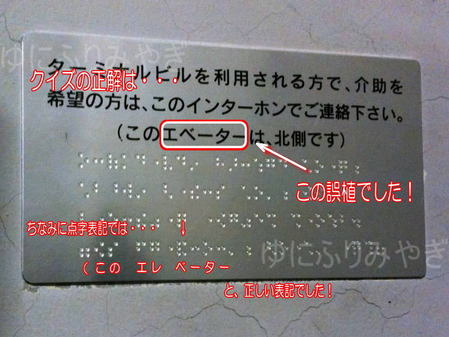 ゆにふりみやぎ
クイズの正解は・・・
ターミナルビルを利用される方で、介助を
希望の方は、このインターホンでご連絡下さい。
(このエベーターは、北側です)
この誤植でした！
ちなみに点字表記では・・・ ！
ゆにふりみやぎ
( この エレ ベーター
と、正しい表記でした！